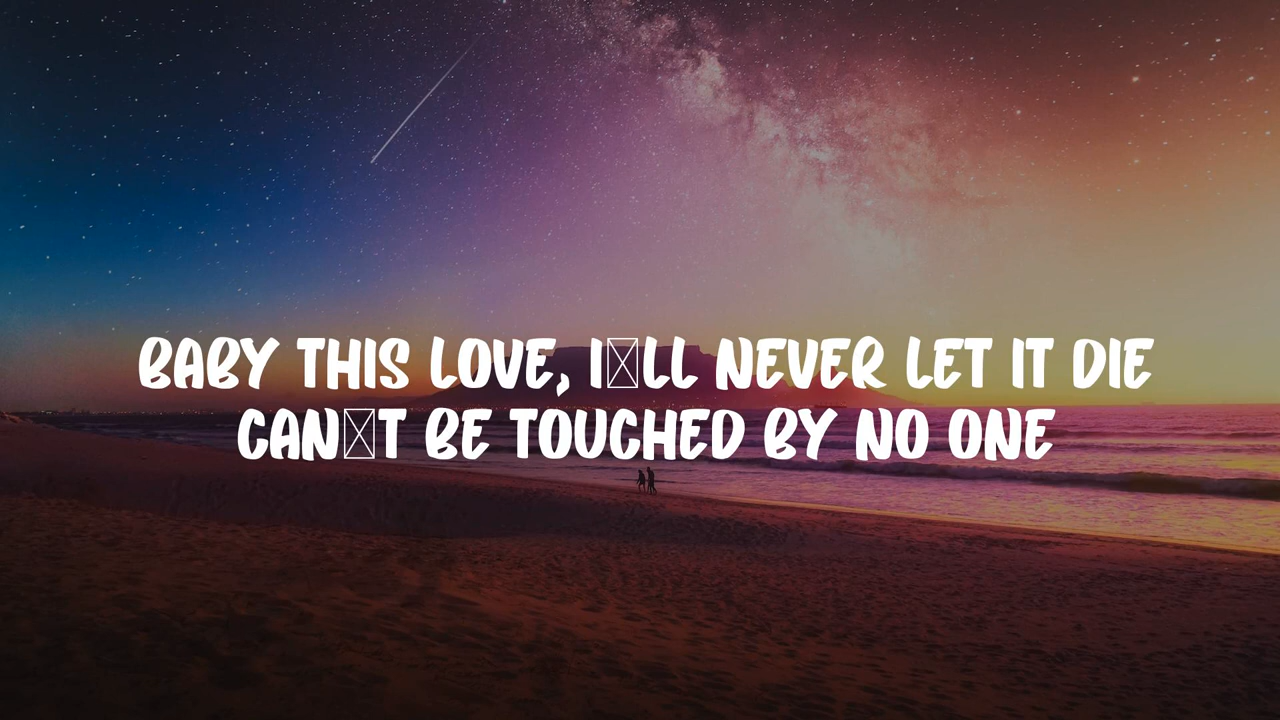 BABY THIS LOVE, I☒LL NEVER LET IT DIE
CAN☒T BE TOUCHED BY NO ONE